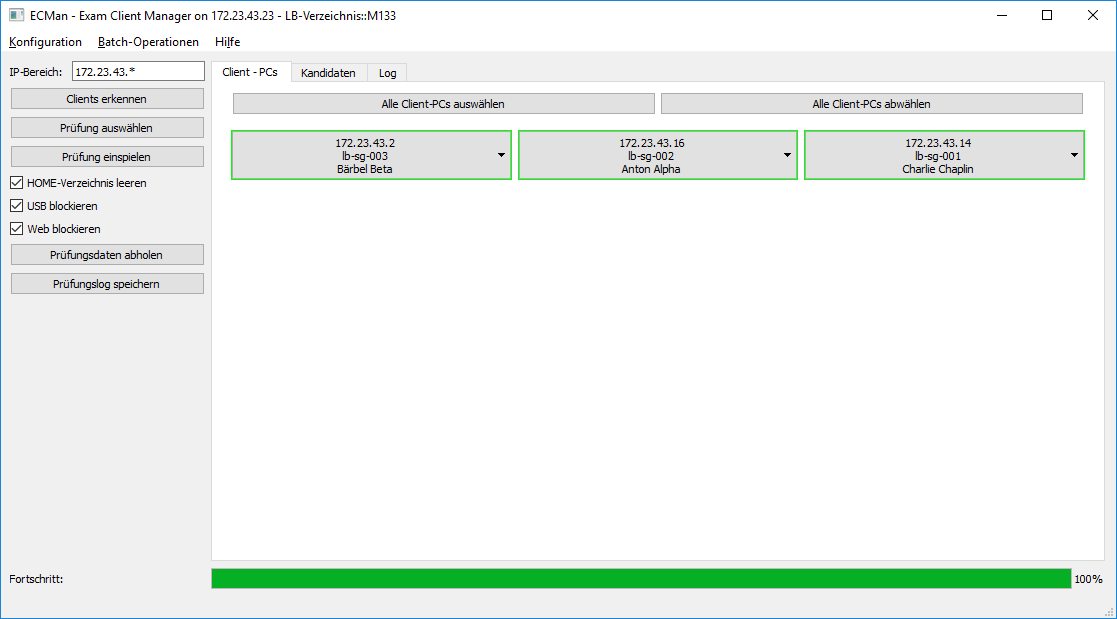 ECMan - Exam Client Manager on 172.23.43.23 - LB-Verzeichnis::M133
Konfiguration Batch-Operationen Hilfe
IP-Bereich: 172.23.43.*
Clients erkennen
Prüfung auswählen
Prüfung einspielen
HOME-Verzeichnis leeren
USB blockieren
Web blockieren
Prüfungsdaten abholen
Prüfungslog speichern
Client - PCs Kandidaten Log
Alle Client-PCs auswählen Alle Client-PCs abwählen
172.23.43.2
lb-sg-003
Bärbel Beta
172.23.43.16
lb-sg-002
Anton Alpha
172.23.43.14
lb-sg-001
Charlie Chaplin
Fortschritt: 100%